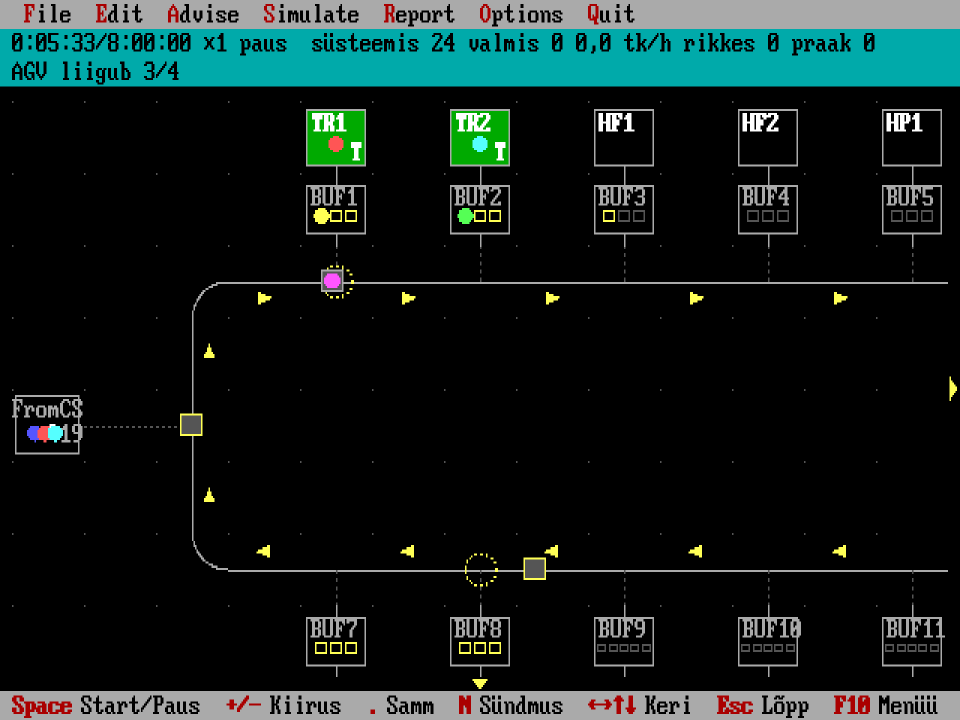 File Edit Advise Simulate Report Options Quit
0:05:33/8:00:00 ×1 paus süsteemis 24 valmis 0 0,0 tk/h rikkes 0 praak 0
AGV liigub 3/4
TR1 TR2 HF1 HF2 HP1
T T
BUF1 BUF2 BUF3 BUF4 BUF5
FromCS
19
BUF7 BUF8 BUF9 BUF10 BUF11
Space Start/Paus +/− Kiirus . Samm N Sündmus ↔↑↓ Keri Esc Lõpp F10 Menüü